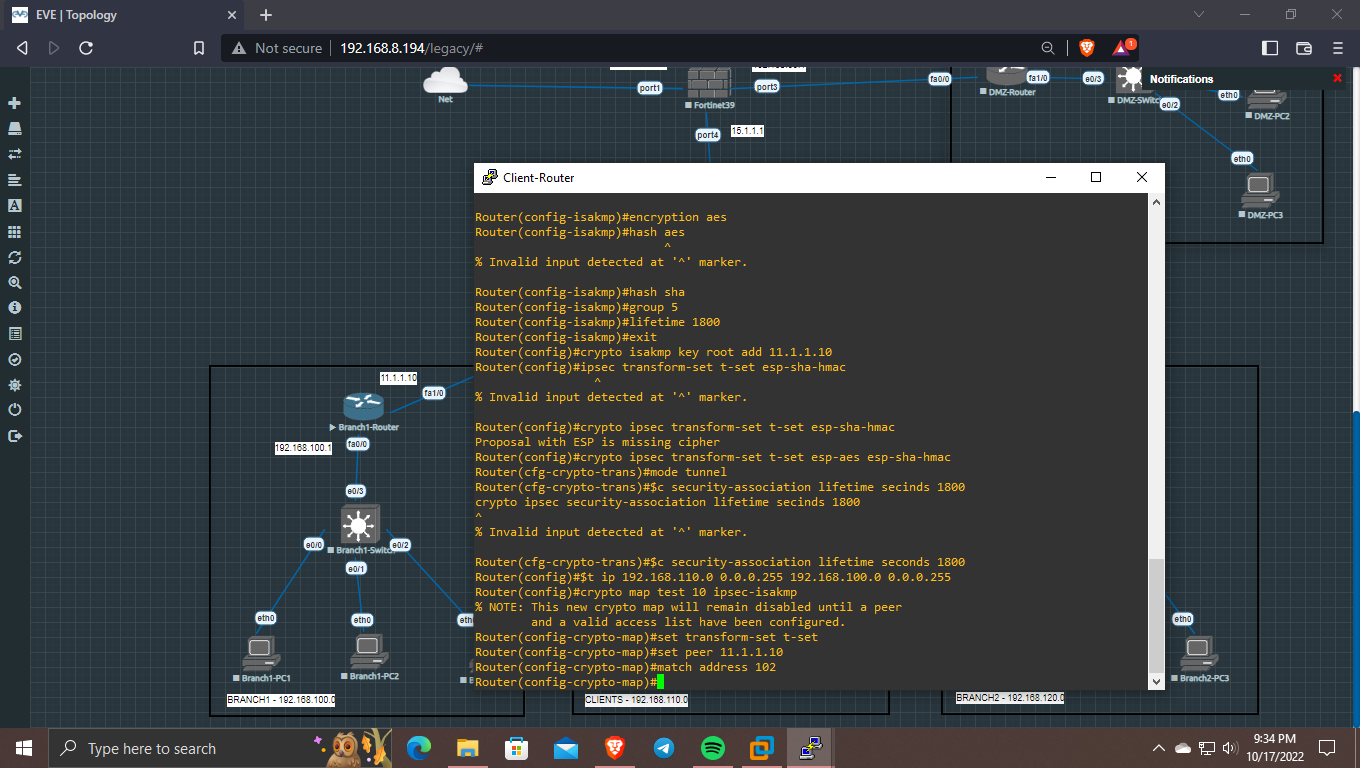 EVE | Topology
Not secure
192.168.8.194/legacy/#
1
Notifications
Net
port1
Fortinet39
port3
fa0/0
DMZ-Router
fa1/0
e0/3
e0/2
eth0
DMZ-PC2
port4
15.1.1.1
eth0
DMZ-PC3
Client-Router
Router(config-isakmp)#encryption aes
Router(config-isakmp)#hash aes
^
% Invalid input detected at '^' marker.
Router(config-isakmp)#hash sha
Router(config-isakmp)#group 5
Router(config-isakmp)#lifetime 1800
Router(config-isakmp)#exit
Router(config)#crypto isakmp key root add 11.1.1.10
Router(config)#ipsec transform-set t-set esp-sha-hmac
^
% Invalid input detected at '^' marker.
Router(config)#crypto ipsec transform-set t-set esp-sha-hmac
Proposal with ESP is missing cipher
Router(config)#crypto ipsec transform-set t-set esp-aes esp-sha-hmac
Router(cfg-crypto-trans)#mode tunnel
Router(cfg-crypto-trans)#$c security-association lifetime secinds 1800
crypto ipsec security-association lifetime secinds 1800
^
% Invalid input detected at '^' marker.
Router(cfg-crypto-trans)#$c security-association lifetime seconds 1800
Router(config)#$t ip 192.168.110.0 0.0.0.255 192.168.100.0 0.0.0.255
Router(config)#crypto map test 10 ipsec-isakmp
% NOTE: This new crypto map will remain disabled until a peer
and a valid access list have been configured.
Router(config-crypto-map)#set transform-set t-set
Router(config-crypto-map)#set peer 11.1.1.10
Router(config-crypto-map)#match address 102
Router(config-crypto-map)#
11.1.1.10
fa1/0
Branch1-Router
192.168.100.1
fa0/0
e0/3
e0/0
Branch1-Switch
e0/2
e0/1
eth0
eth0
Branch1-PC1
Branch1-PC2
BRANCH1 - 192.168.100.0
CLIENTS - 192.168.110.0
eth0
Branch2-PC3
BRANCH2 - 192.168.120.0
Type here to search
9:34 PM
10/17/2022